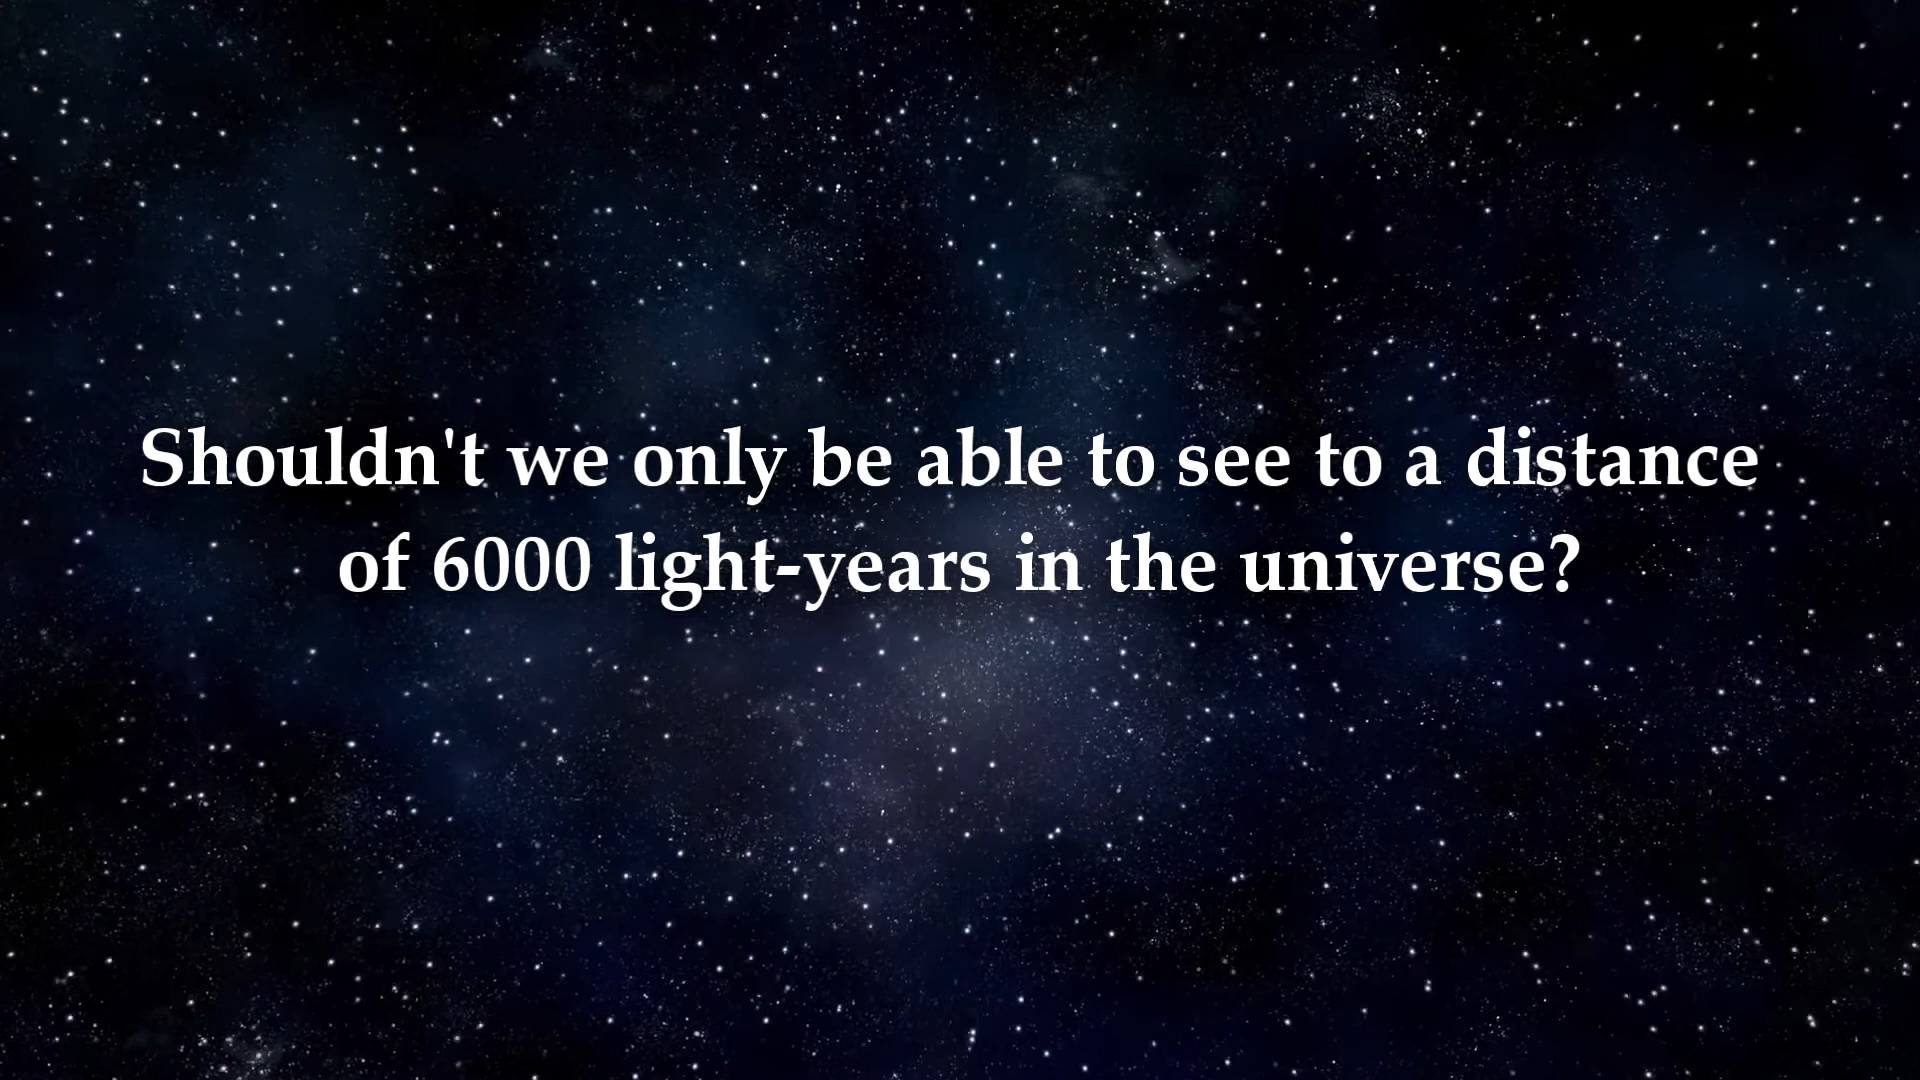 Shouldn't we only be able to see to a distance
of 6000 light-years in the universe?